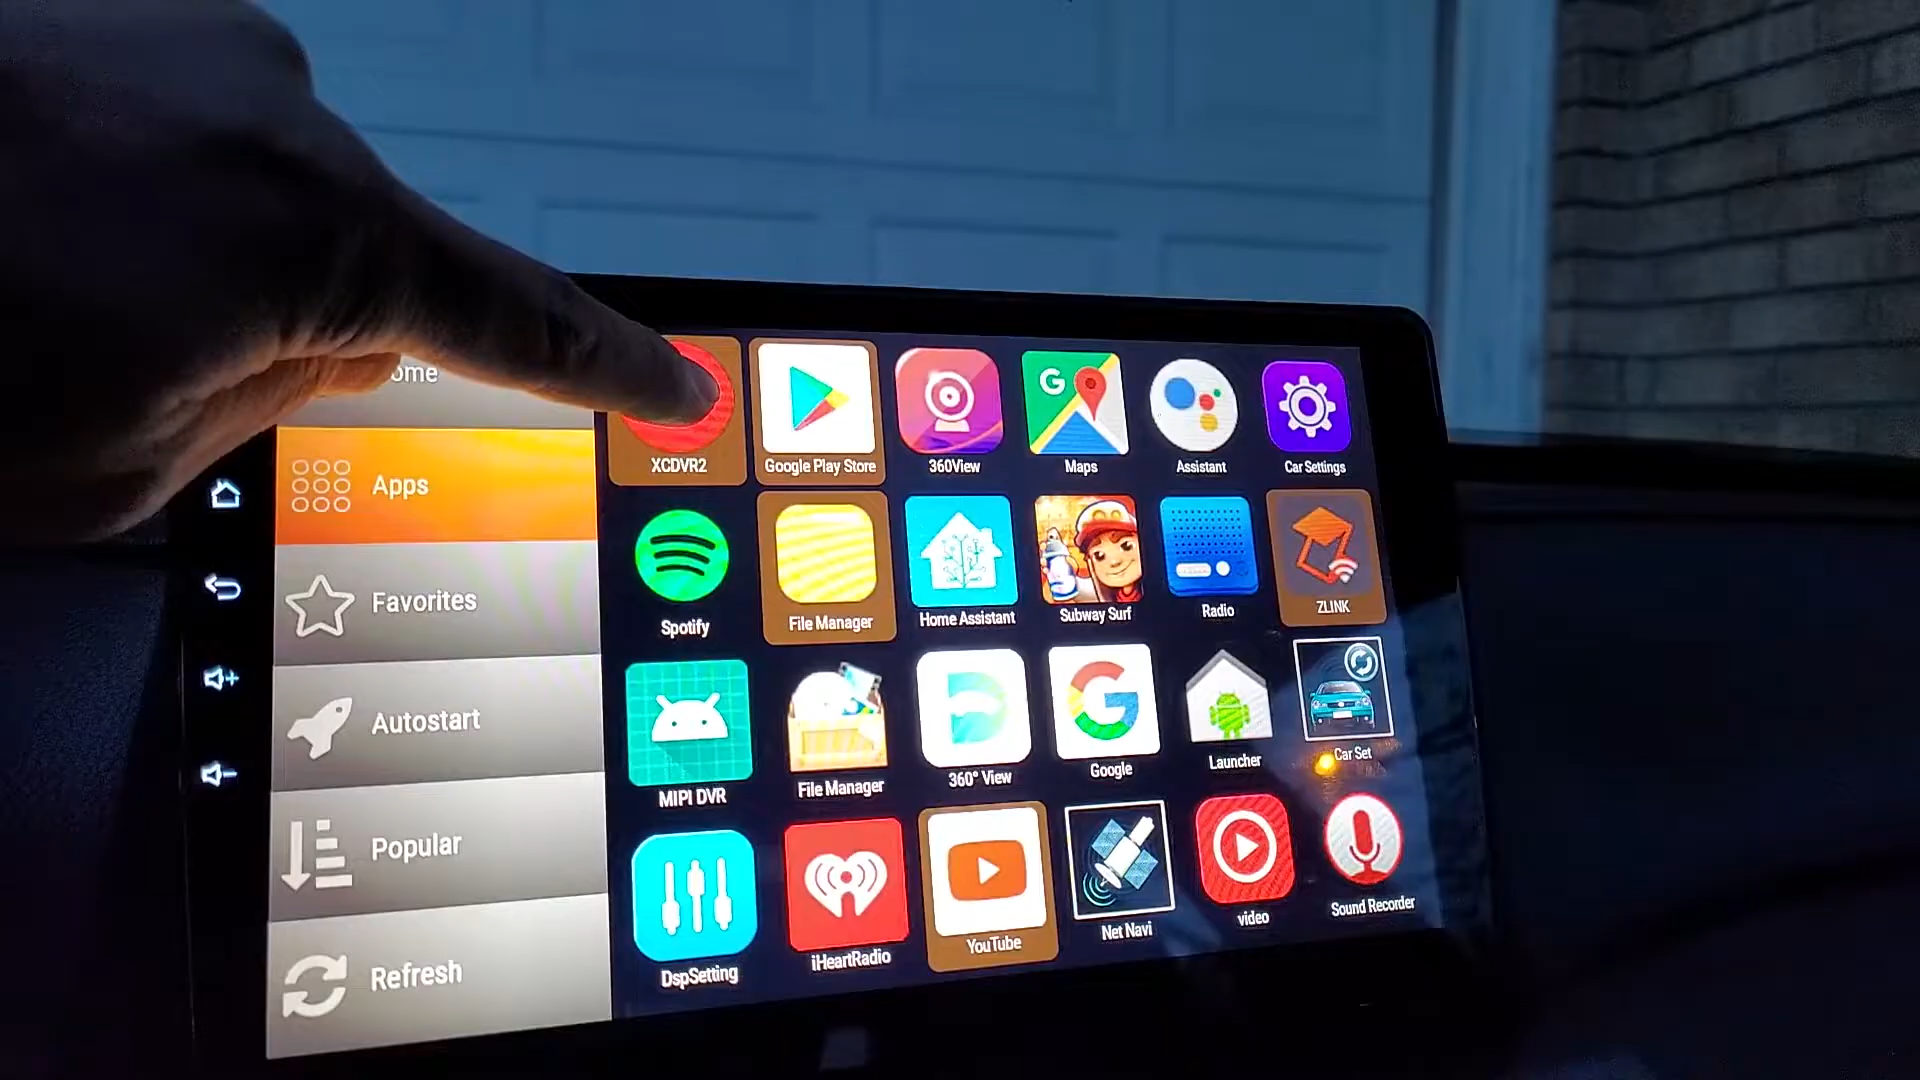 ome
Apps
Favorites
Autostart
Popular
Refresh
XCDVR2
Google Play Store
360View
Maps
Assistant
Car Settings
Spotify
File Manager
Home Assistant
Subway Surf
Radio
ZLINK
MIPI DVR
File Manager
360° View
Google
Launcher
Car Set
DspSetting
iHeartRadio
YouTube
Net Navi
video
Sound Recorder